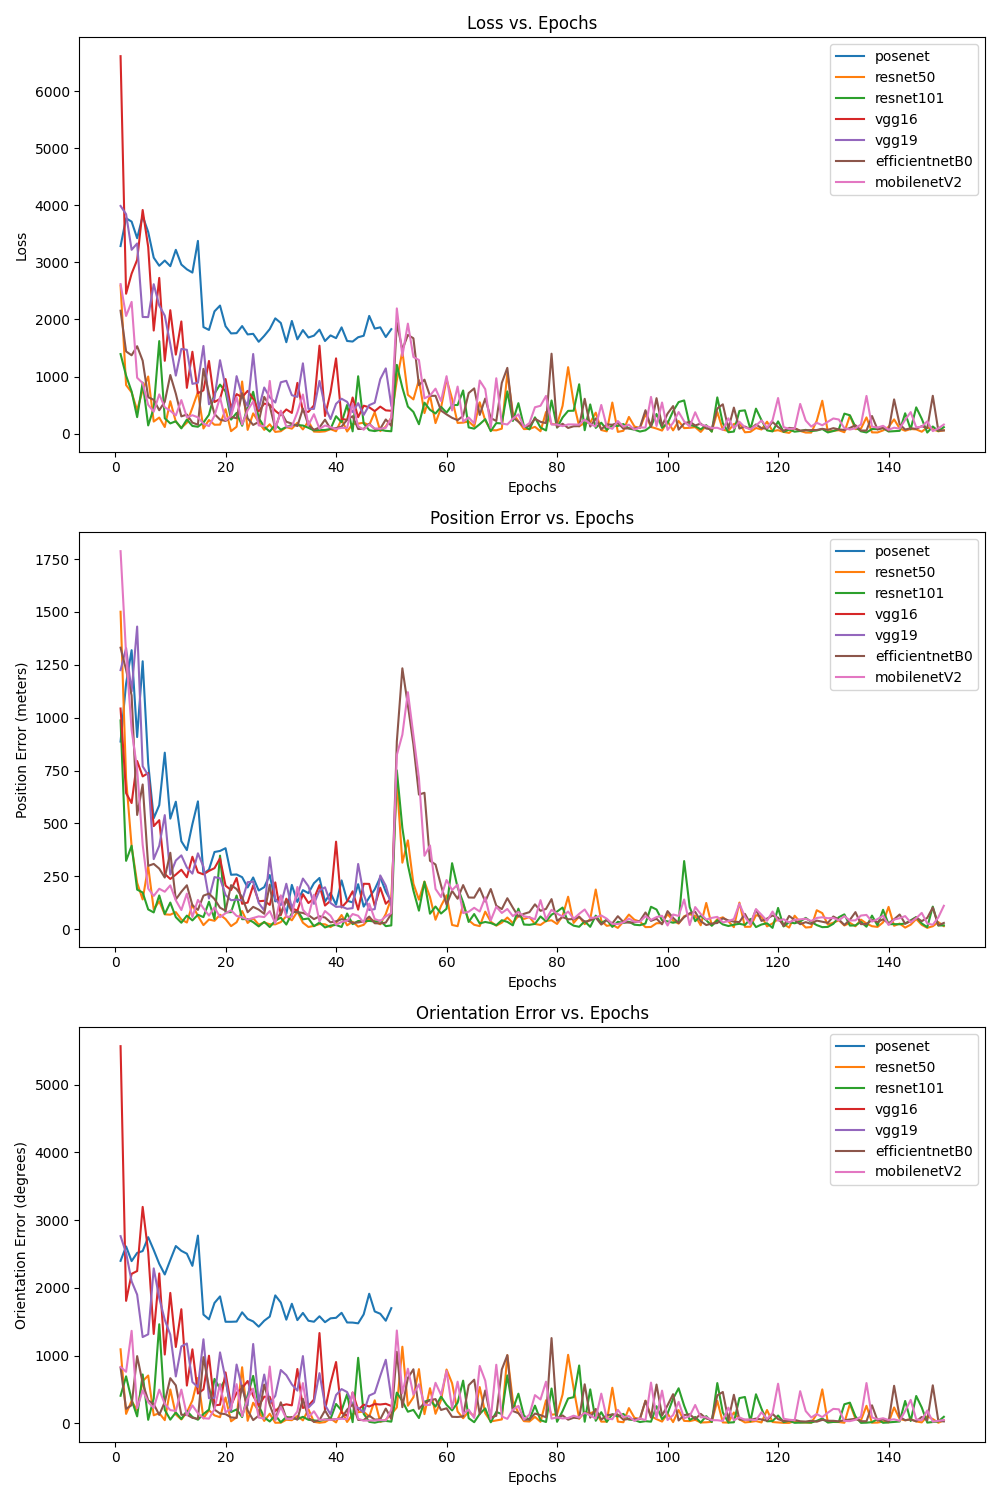 Loss vs. Epochs
6000
5000
4000
3000
2000
1000
0
Loss
posenet
resnet50
resnet101
vgg16
vgg19
efficientnetB0
mobilenetV2
0 20 40 60 80 100 120 140
Epochs
Position Error vs. Epochs
1750
1500
1250
1000
750
500
250
0
Position Error (meters)
posenet
resnet50
resnet101
vgg16
vgg19
efficientnetB0
mobilenetV2
0 20 40 60 80 100 120 140
Epochs
Orientation Error vs. Epochs
5000
4000
3000
2000
1000
0
Orientation Error (degrees)
posenet
resnet50
resnet101
vgg16
vgg19
efficientnetB0
mobilenetV2
0 20 40 60 80 100 120 140
Epochs